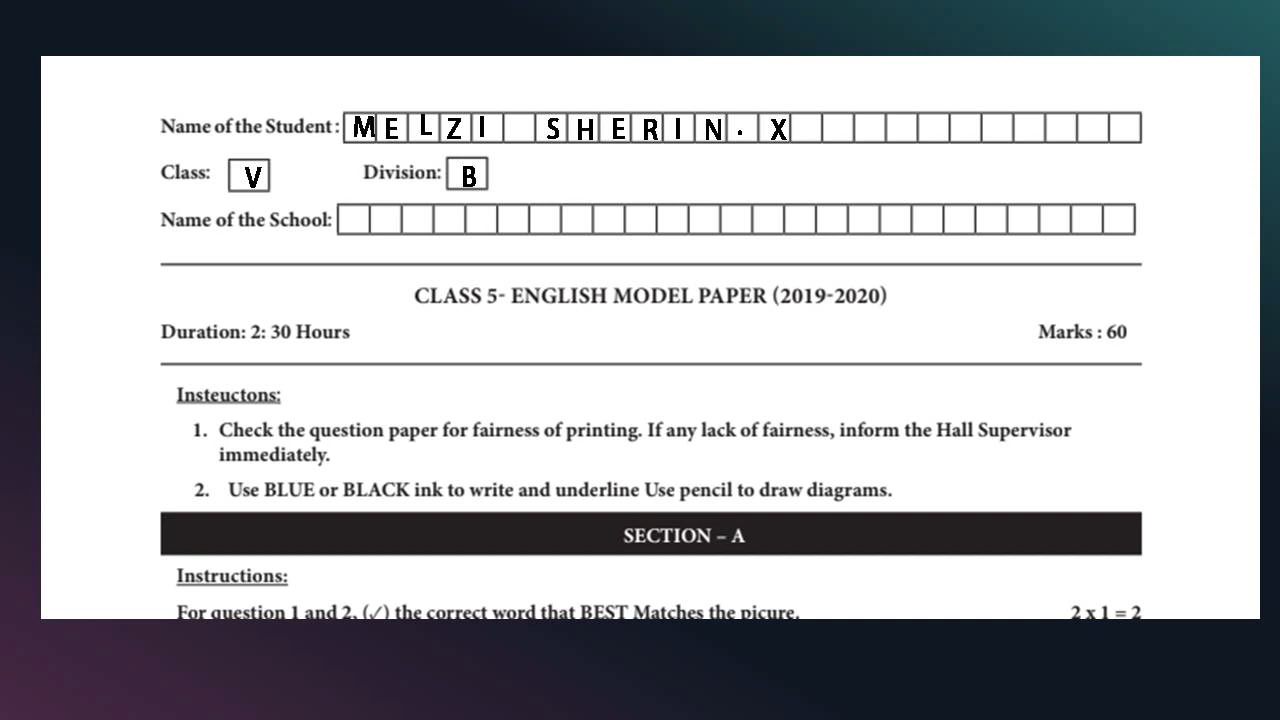 Name of the Student: MELZI SHERIN. X
Class: V Division: B
Name of the School:
CLASS 5- ENGLISH MODEL PAPER (2019-2020)
Duration: 2: 30 Hours Marks : 60
Insteuctons:
1. Check the question paper for fairness of printing. If any lack of fairness, inform the Hall Supervisor
immediately.
2. Use BLUE or BLACK ink to write and underline Use pencil to draw diagrams.
SECTION – A
Instructions:
For question 1 and 2, (✓) the correct word that BEST Matches the picure. 2 x 1 = 2